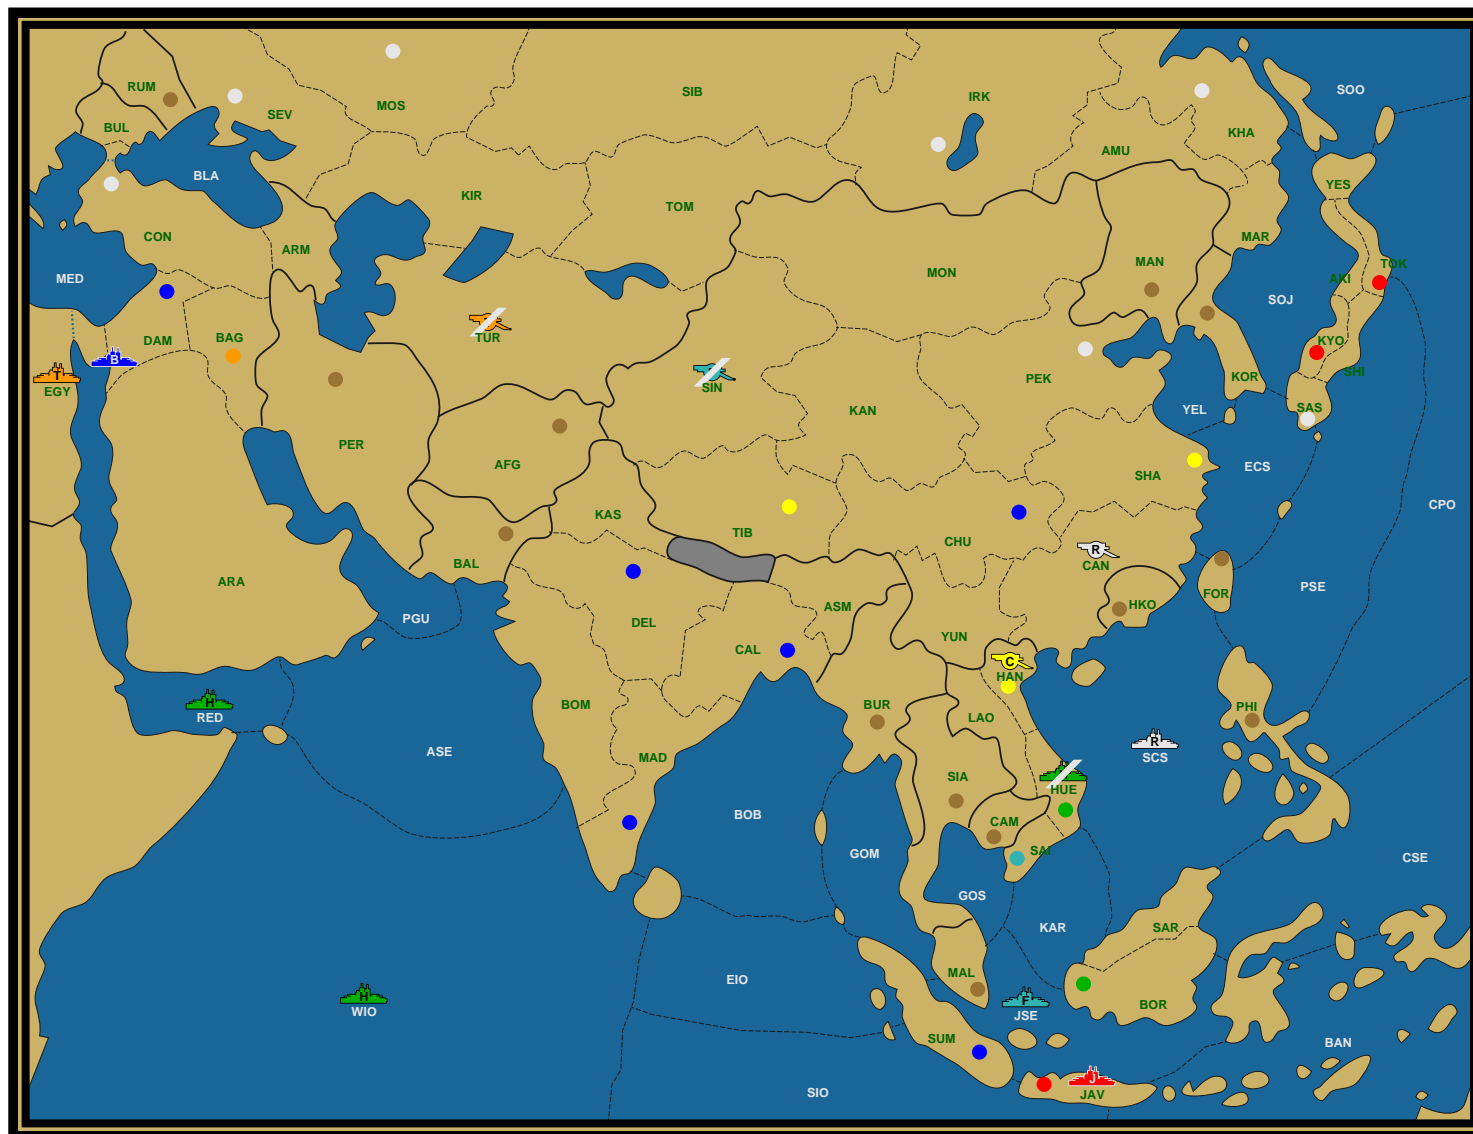 SOO
RUM
SIB
IRK
MOS
SEV
BUL
KHA
AMU
BLA
YES
KIR
TOM
CON
MAR
ARM
MAN
TOK
MON
MED
AKI
SOJ
TUR
DAM
BAG
KYO
B
SHI
T
KOR
PEK
SIN
EGY
SAS
YEL
KAN
PER
AFG
ECS
SHA
CPO
KAS
TIB
CHU
R
BAL
CAN
ARA
PSE
FOR
HKO
ASM
PGU
DEL
YUN
CAL
C
HAN
H
BUR
BOM
PHI
RED
LAO
R
ASE
MAD
SCS
SIA
HUE
BOB
CAM
SAI
GOM
CSE
GOS
KAR
SAR
MAL
EIO
H
F
BOR
WIO
JSE
SUM
BAN
J
SIO
JAV